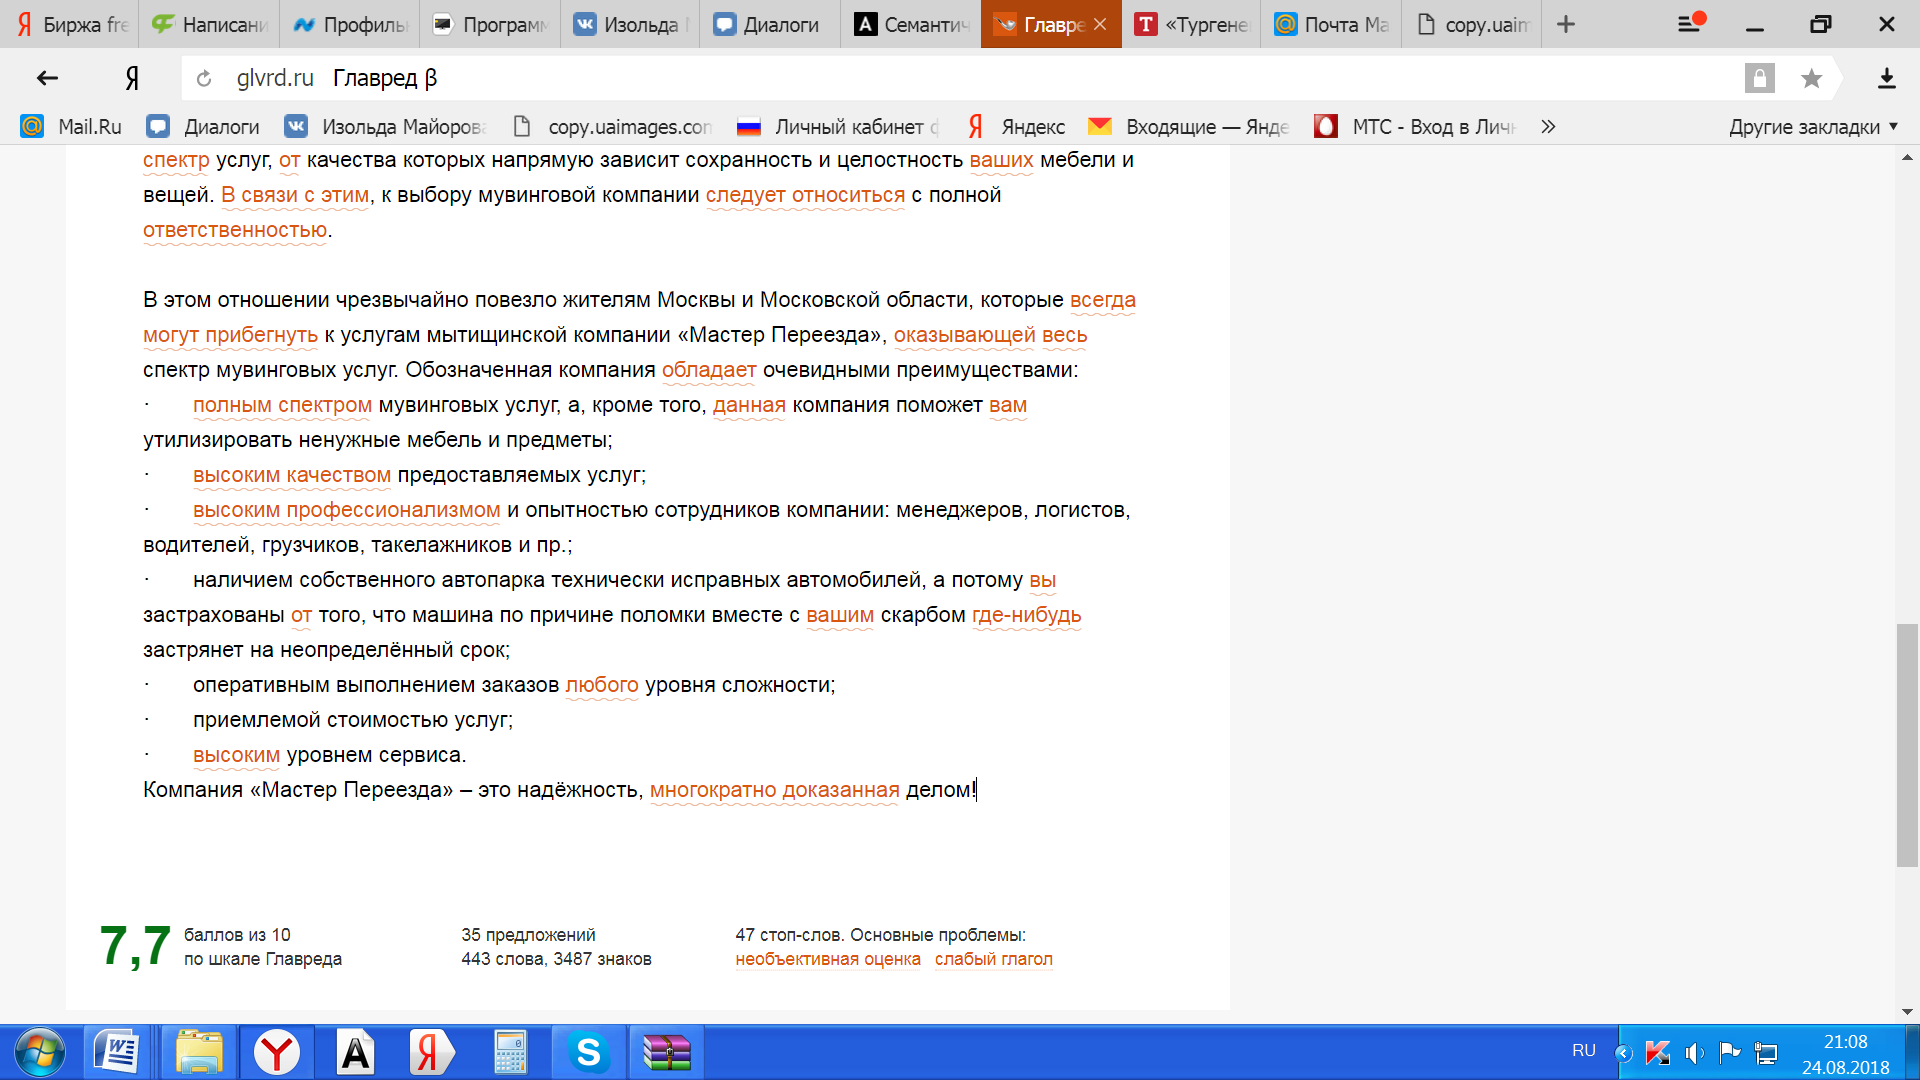 Биржа fre
Написани
Профиль
Програм
Изольда
Диалоги
Семантич
Главре
«Тургене
Почта Ма
copy.uaim
glvrd.ru Главред β
Mail.Ru
Диалоги
Изольда Майорова
copy.uaimages.com
Личный кабинет ф
Яндекс
Входящие — Янде
МТС - Вход в Личн
Другие закладки
спектр услуг, от качества которых напрямую зависит сохранность и целостность ваших мебели и
вещей. В связи с этим, к выбору мувинговой компании следует относиться с полной
ответственностью.
В этом отношении чрезвычайно повезло жителям Москвы и Московской области, которые всегда
могут прибегнуть к услугам мытищинской компании «Мастер Переезда», оказывающей весь
спектр мувинговых услуг. Обозначенная компания обладает очевидными преимуществами:
· полным спектром мувинговых услуг, а, кроме того, данная компания поможет вам
утилизировать ненужные мебель и предметы;
· высоким качеством предоставляемых услуг;
· высоким профессионализмом и опытностью сотрудников компании: менеджеров, логистов,
водителей, грузчиков, такелажников и пр.;
· наличием собственного автопарка технически исправных автомобилей, а потому вы
застрахованы от того, что машина по причине поломки вместе с вашим скарбом где-нибудь
застрянет на неопределённый срок;
· оперативным выполнением заказов любого уровня сложности;
· приемлемой стоимостью услуг;
· высоким уровнем сервиса.
Компания «Мастер Переезда» – это надёжность, многократно доказанная делом!
7,7 баллов из 10
по шкале Главреда
35 предложений
443 слова, 3487 знаков
47 стоп-слов. Основные проблемы:
необъективная оценка слабый глагол
RU
21:08
24.08.2018